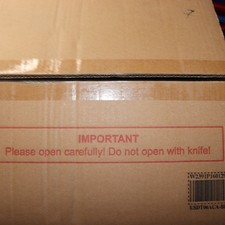 IMPORTANT
Please open carefully! Do not open with knife!